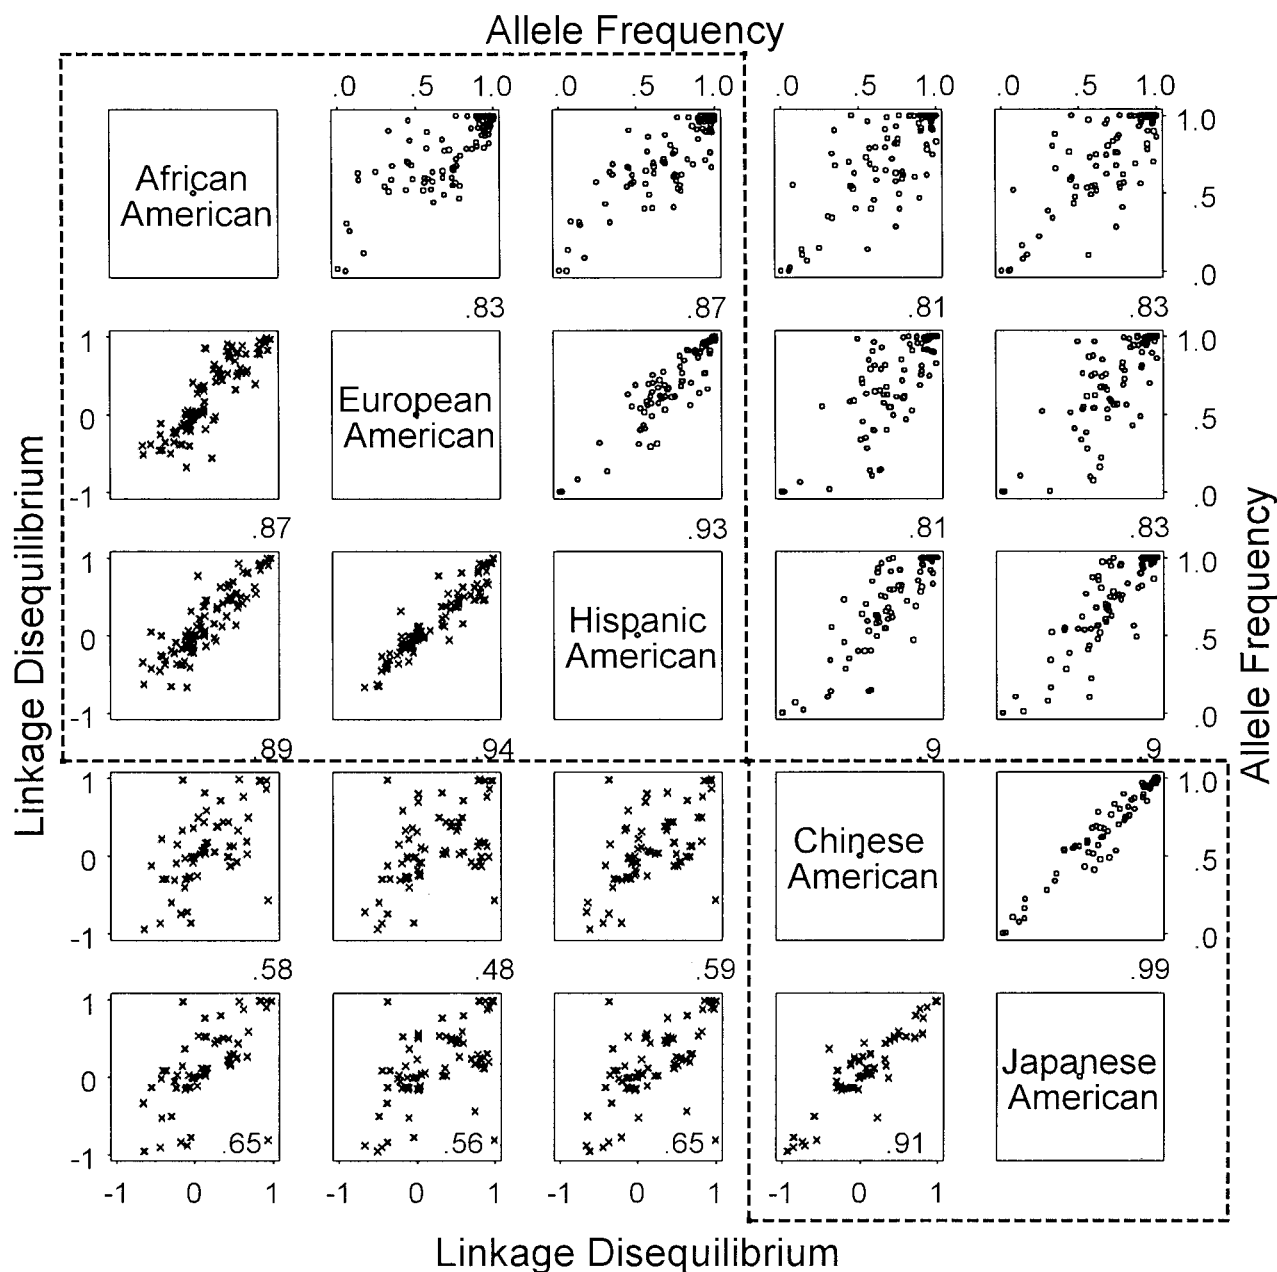 Allele Frequency
.0 .5 1.0 .0 .5 1.0 .0 .5 1.0 .0 .5 1.0
African
American
1.0
.5
.0
.83 .87 .81 .83
1
0
-1
European
American
1.0
.5
.0
.87 .93 .81 .83
1
0
-1
Hispanic
American
1.0
.5
.0
.89 .94 .9 .9
1
0
-1
Chinese
American
1.0
.5
.0
.58 .48 .59 .99
1
0
-1
Japanese
American
.65 .56 .65 .91
-1 0 1 -1 0 1 -1 0 1 -1 0 1
Linkage Disequilibrium
Linkage Disequilibrium
Allele Frequency